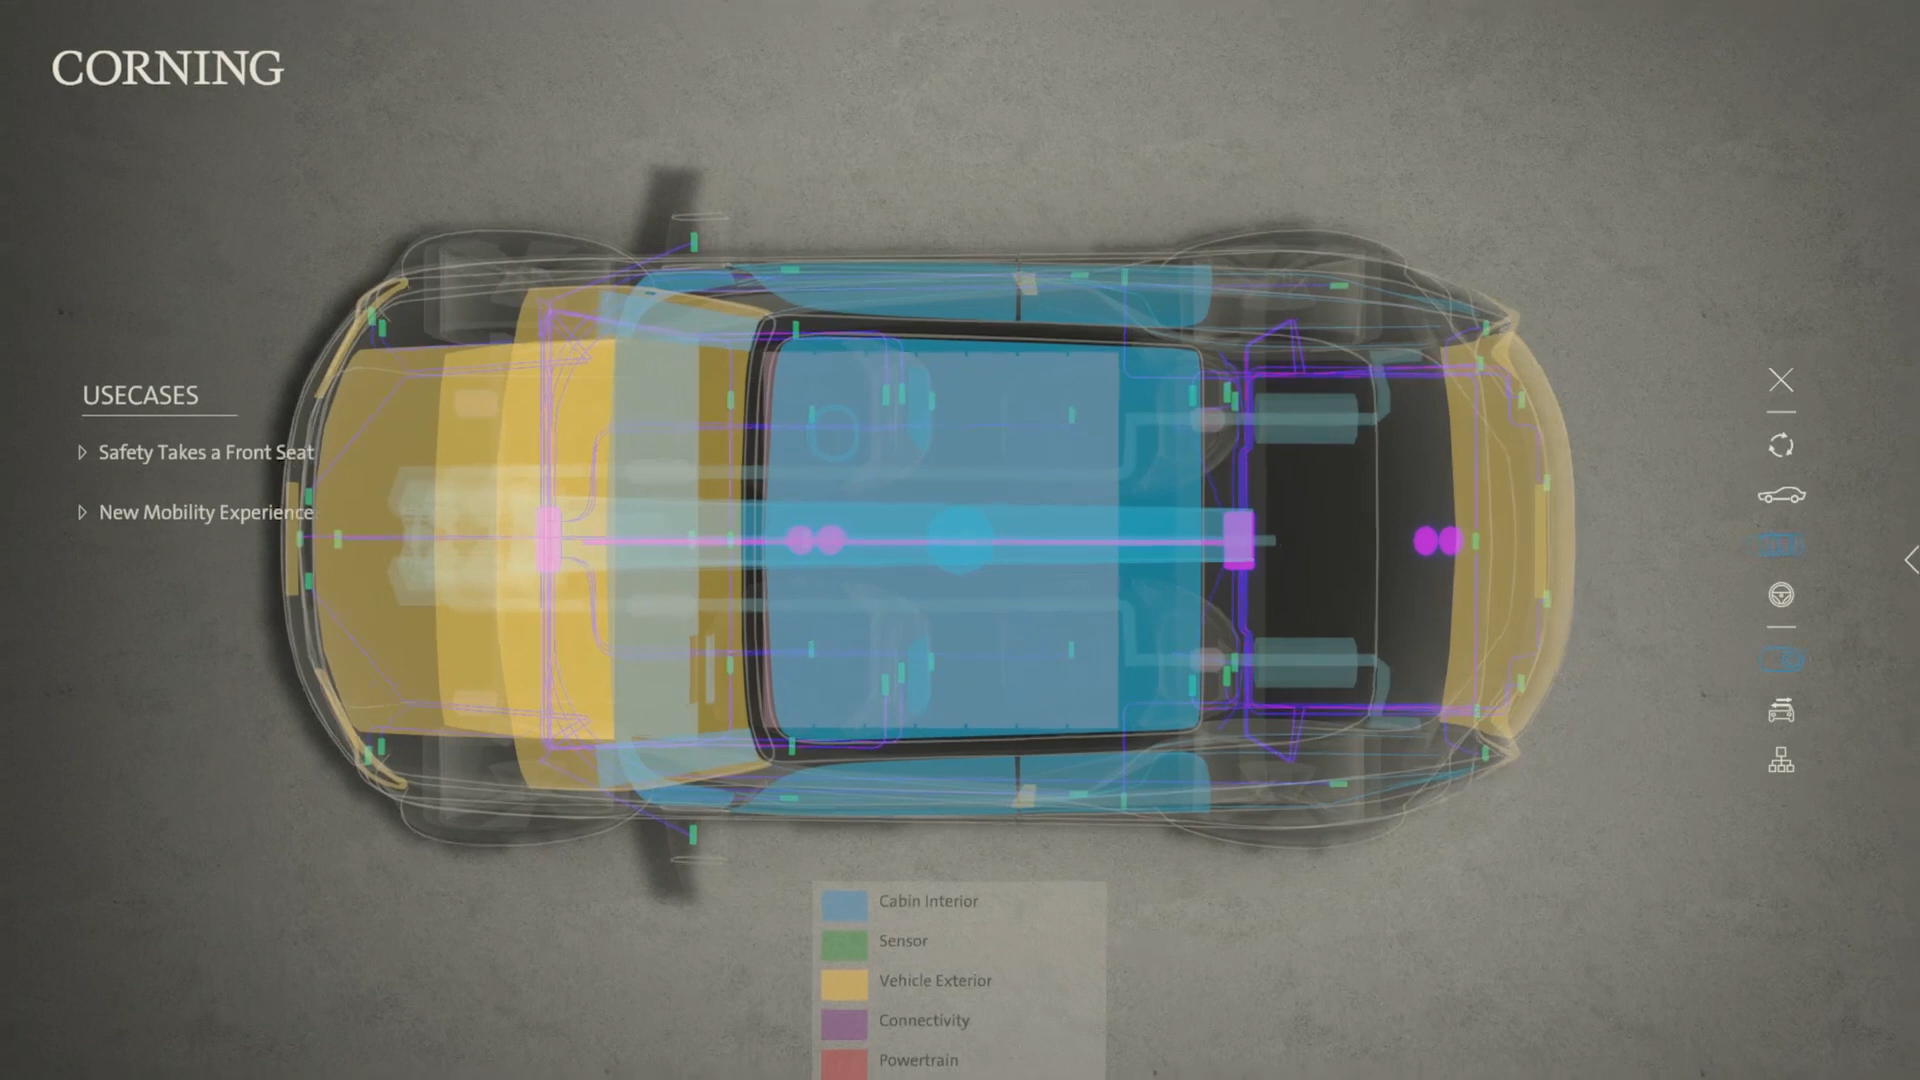 CORNING
USECASES
Safety Takes a Front Seat
New Mobility Experience
Cabin Interior
Sensor
Vehicle Exterior
Connectivity
Powertrain